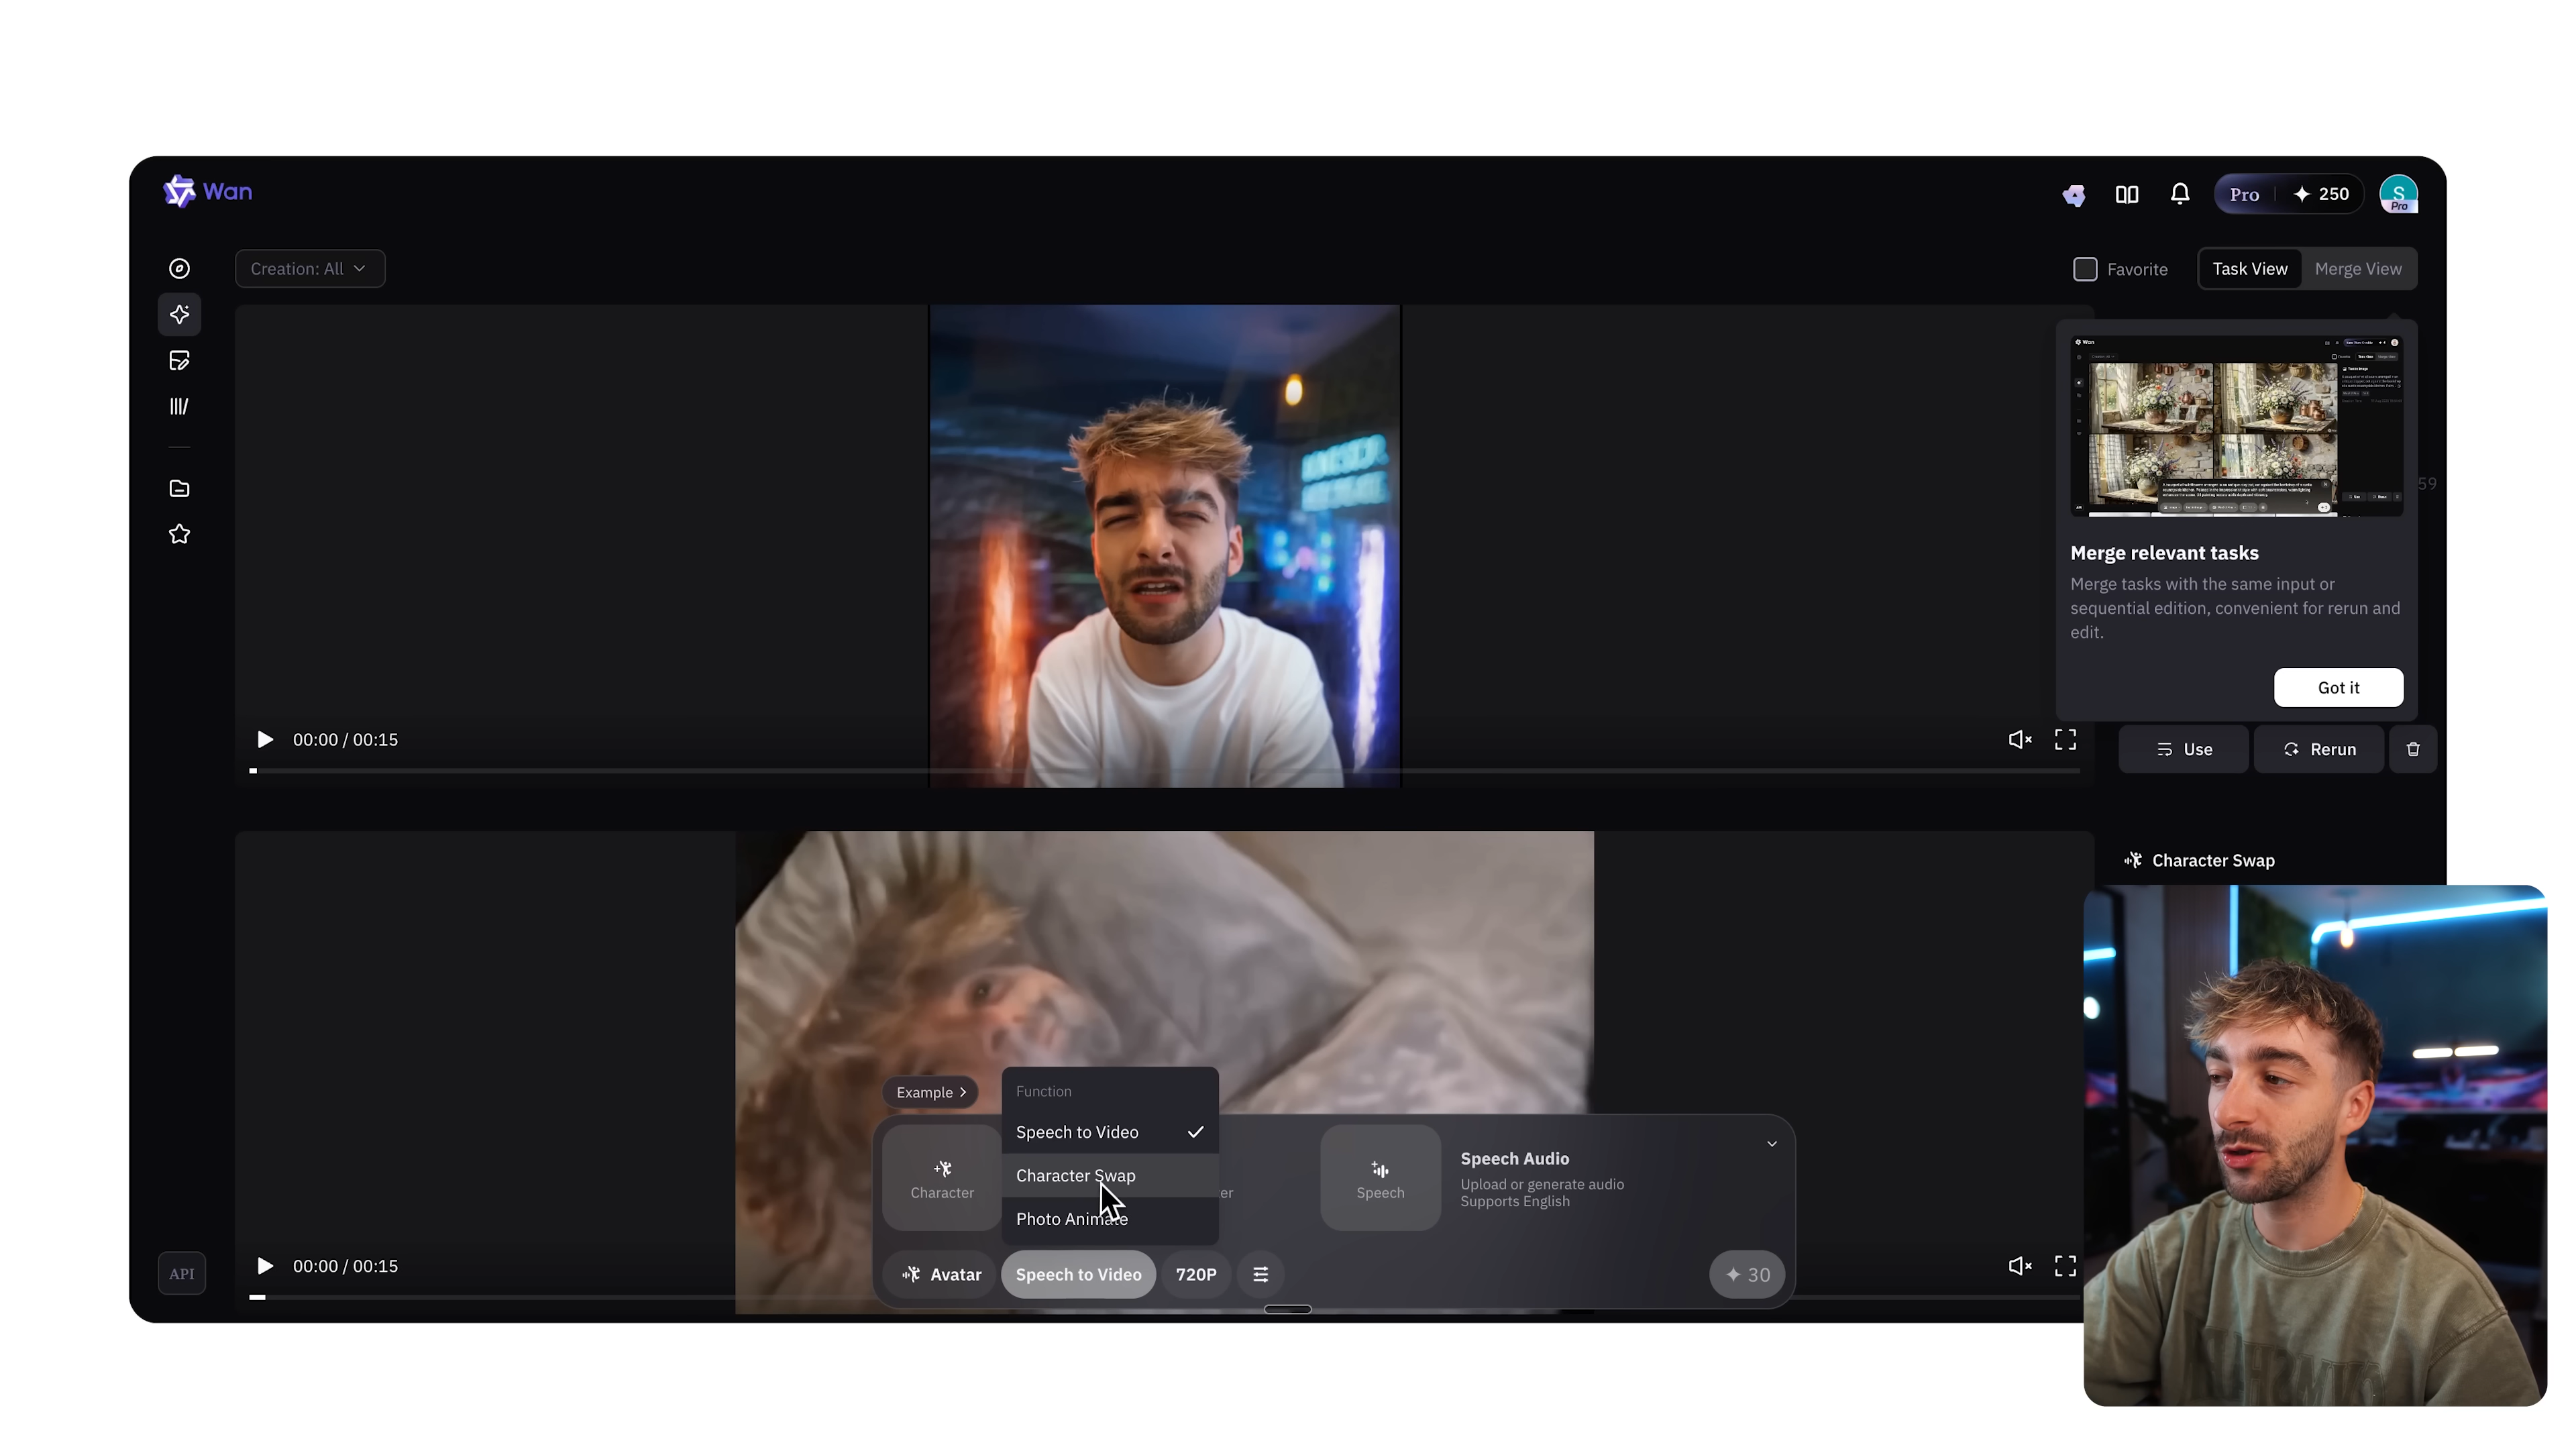 Wan
Pro
250
S
Pro
Creation: All
Favorite
Task View
Merge View
59
Merge relevant tasks
Merge tasks with the same input or
sequential edition, convenient for rerun and
edit.
Got it
00:00 / 00:15
Use
Rerun
Character Swap
Example
Function
Speech to Video
Character Swap
Photo Animate
Character
er
Speech
Speech Audio
Upload or generate audio
Supports English
API
00:00 / 00:15
Avatar
Speech to Video
720P
30